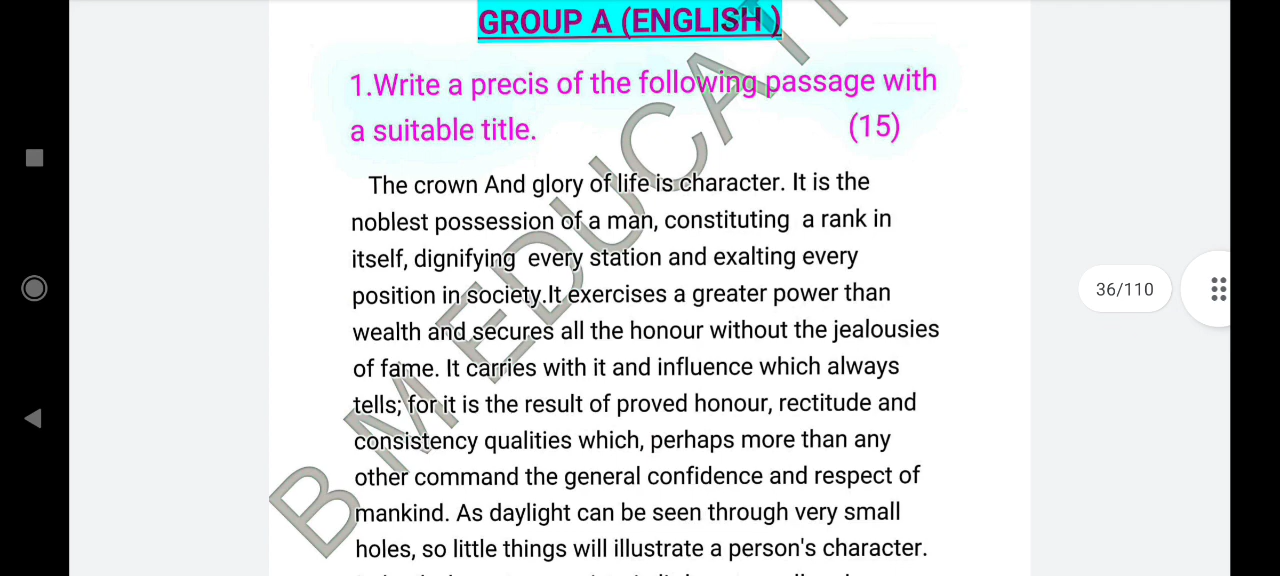 GROUP A (ENGLISH )
1.Write a precis of the following passage with
a suitable title. (15)
The crown And glory of life is character. It is the
noblest possession of a man, constituting a rank in
itself, dignifying every station and exalting every
position in society.It exercises a greater power than
wealth and secures all the honour without the jealousies
of fame. It carries with it and influence which always
tells; for it is the result of proved honour, rectitude and
consistency qualities which, perhaps more than any
other command the general confidence and respect of
mankind. As daylight can be seen through very small
holes, so little things will illustrate a person's character.
36/110
B M EDUCATI